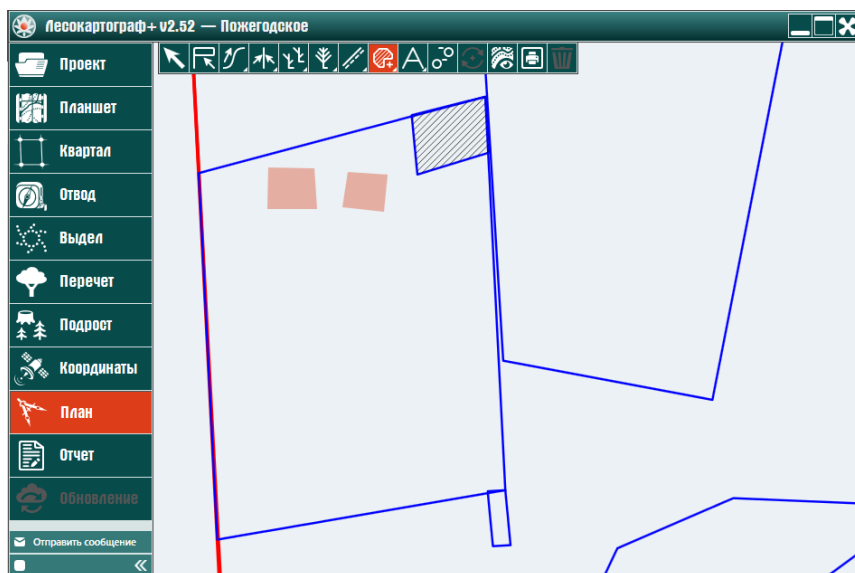 Лесокартограф+ v2.52 — Пожегодское
Проект
Планшет
Квартал
Отвод
Выдел
Перечет
Подрост
Координаты
План
Отчет
Обновление
Отправить сообщение